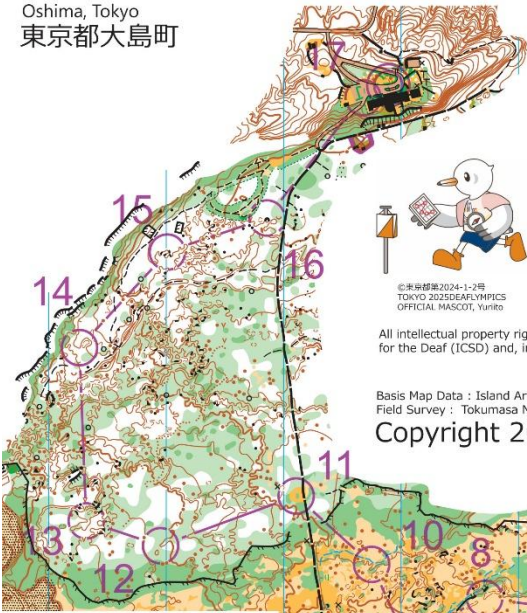 Oshima, Tokyo
東京都大島町
17
15
16
14
©東京都第2024-1-2号
TOKYO 2025DEAFLYMPICS
OFFICIAL MASCOT, Yuriito
All intellectual property rig
for the Deaf (ICSD) and, i
Basis Map Data : Island Ar
Field Survey : Tokumasa N
Copyright 2
11
13
12
10
8